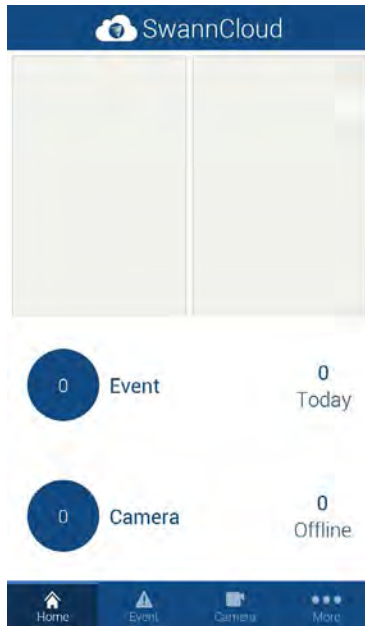 SwannCloud
0
Event
0
Today
0
Camera
0
Offline
Home
Event
Camera
More